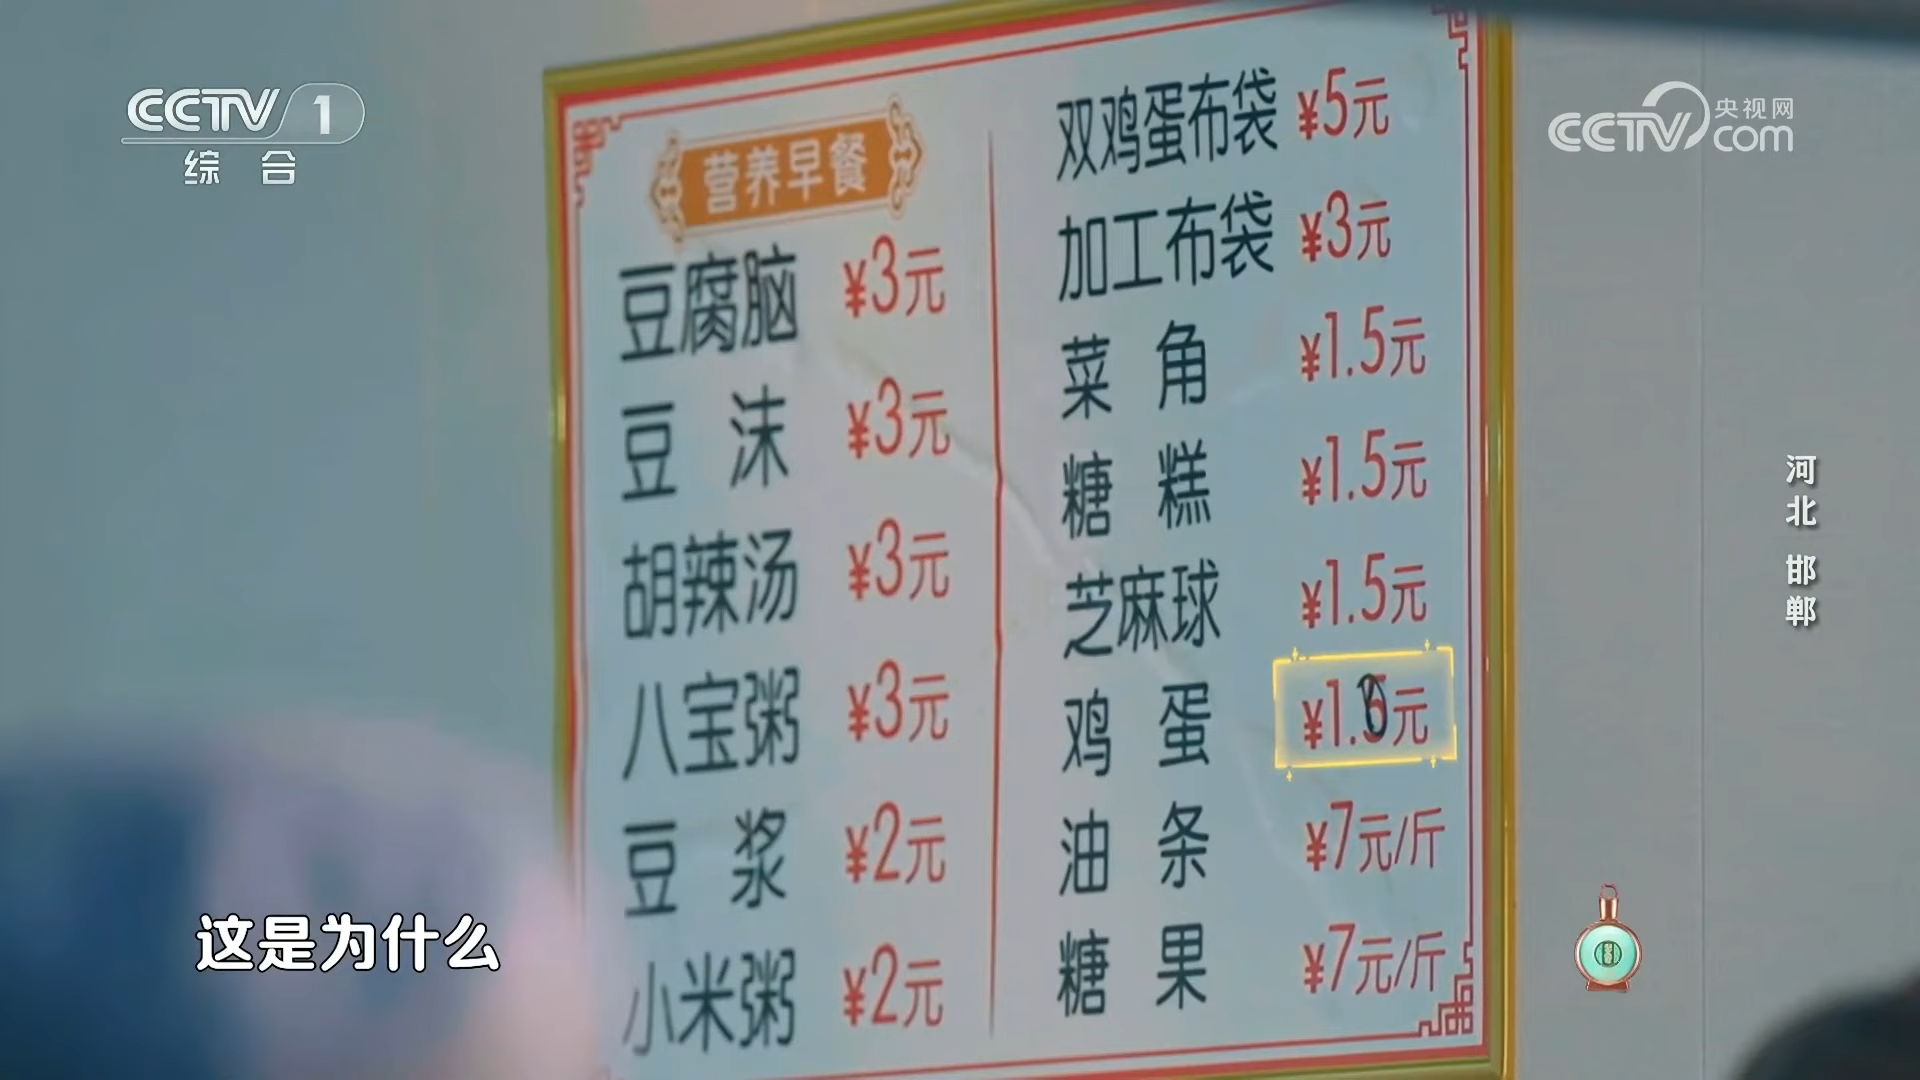 CCTV 1
综 合
央视网
CCTV.com
营养早餐
豆腐脑 ¥3元
豆 沫 ¥3元
胡辣汤 ¥3元
八宝粥 ¥3元
豆 浆 ¥2元
小米粥 ¥2元
双鸡蛋布袋 ¥5元
加工布袋 ¥3元
菜 角 ¥1.5元
糖 糕 ¥1.5元
芝麻球 ¥1.5元
鸡 蛋 ¥1.元
油 条 ¥7元/斤
糖 果 ¥7元/斤
河北 邯郸
这是为什么